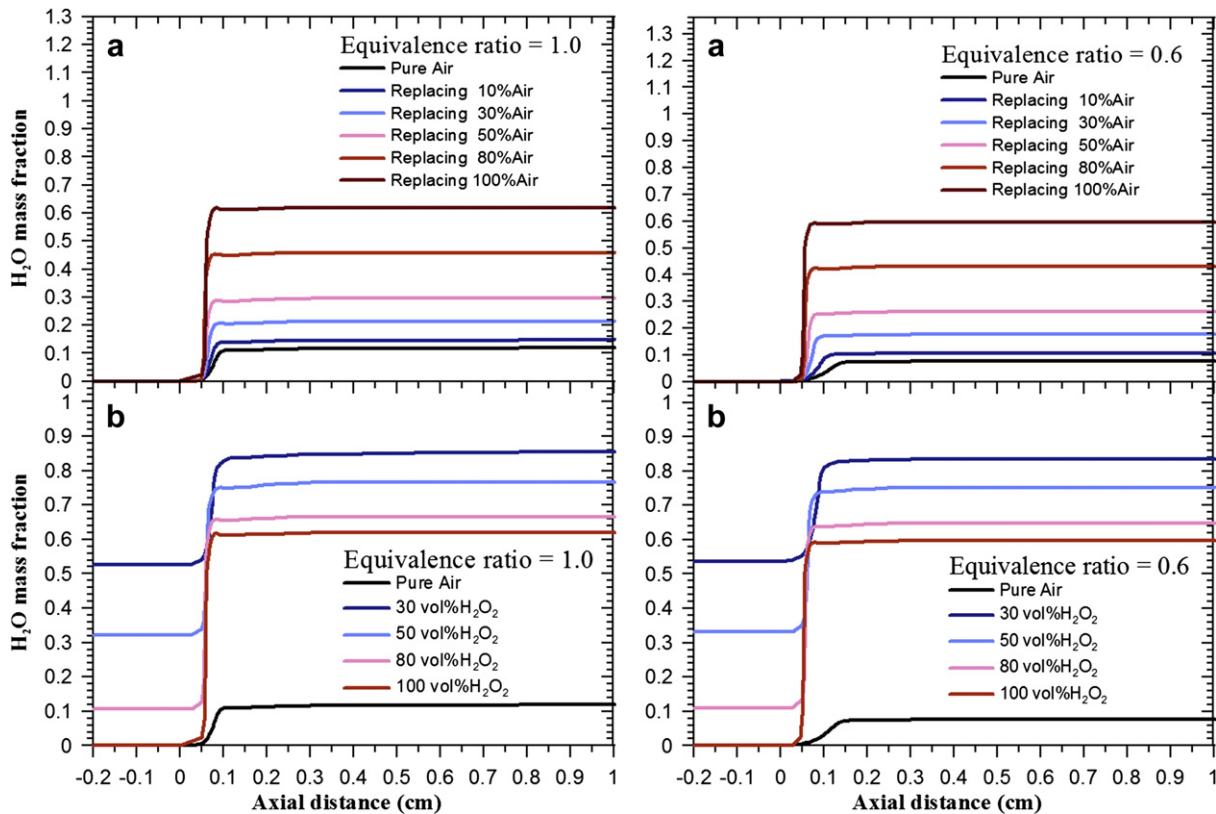 a
Equivalence ratio = 1.0
Pure Air
Replacing 10%Air
Replacing 30%Air
Replacing 50%Air
Replacing 80%Air
Replacing 100%Air
H₂O mass fraction
1.3
1.2
1.1
1
0.9
0.8
0.7
0.6
0.5
0.4
0.3
0.2
0.1
0
a
Equivalence ratio = 0.6
Pure Air
Replacing 10%Air
Replacing 30%Air
Replacing 50%Air
Replacing 80%Air
Replacing 100%Air
1.3
1.2
1.1
1
0.9
0.8
0.7
0.6
0.5
0.4
0.3
0.2
0.1
0
b
Equivalence ratio = 1.0
Pure Air
30 vol%H₂O₂
50 vol%H₂O₂
80 vol%H₂O₂
100 vol%H₂O₂
H₂O mass fraction
1
0.9
0.8
0.7
0.6
0.5
0.4
0.3
0.2
0.1
0
-0.2 -0.1 0 0.1 0.2 0.3 0.4 0.5 0.6 0.7 0.8 0.9 1
Axial distance (cm)
b
Equivalence ratio = 0.6
Pure Air
30 vol%H₂O₂
50 vol%H₂O₂
80 vol%H₂O₂
100 vol%H₂O₂
1
0.9
0.8
0.7
0.6
0.5
0.4
0.3
0.2
0.1
0
-0.2 -0.1 0 0.1 0.2 0.3 0.4 0.5 0.6 0.7 0.8 0.9 1
Axial distance (cm)